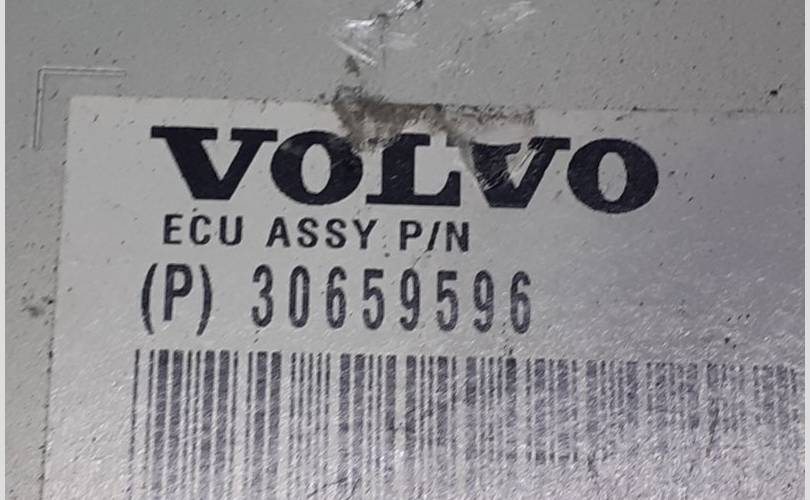 VOLVO
ECU ASSY P/N
(P) 30659596